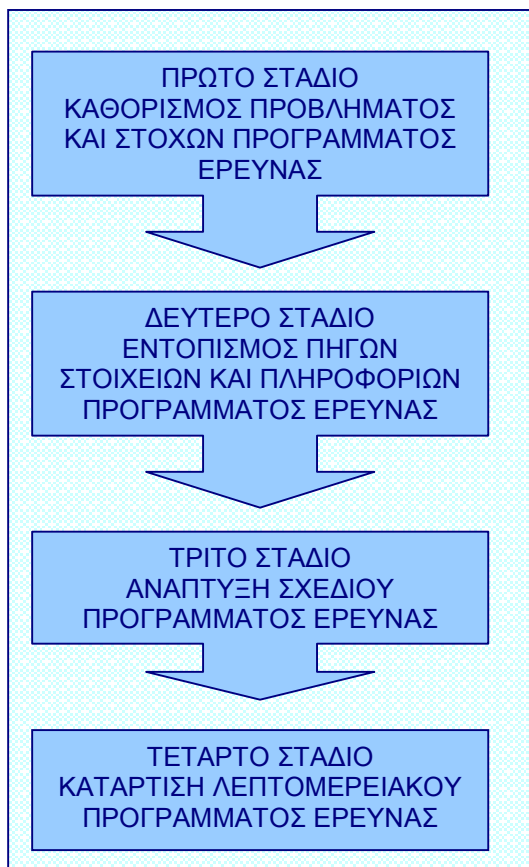 ΠΡΩΤΟ ΣΤΑΔΙΟ
ΚΑΘΟΡΙΣΜΟΣ ΠΡΟΒΛΗΜΑΤΟΣ
ΚΑΙ ΣΤΟΧΩΝ ΠΡΟΓΡΑΜΜΑΤΟΣ
ΕΡΕΥΝΑΣ
ΔΕΥΤΕΡΟ ΣΤΑΔΙΟ
ΕΝΤΟΠΙΣΜΟΣ ΠΗΓΩΝ
ΣΤΟΙΧΕΙΩΝ ΚΑΙ ΠΛΗΡΟΦΟΡΙΩΝ
ΠΡΟΓΡΑΜΜΑΤΟΣ ΕΡΕΥΝΑΣ
ΤΡΙΤΟ ΣΤΑΔΙΟ
ΑΝΑΠΤΥΞΗ ΣΧΕΔΙΟΥ
ΠΡΟΓΡΑΜΜΑΤΟΣ ΕΡΕΥΝΑΣ
ΤΕΤΑΡΤΟ ΣΤΑΔΙΟ
ΚΑΤΑΡΤΙΣΗ ΛΕΠΤΟΜΕΡΕΙΑΚΟΥ
ΠΡΟΓΡΑΜΜΑΤΟΣ ΕΡΕΥΝΑΣ